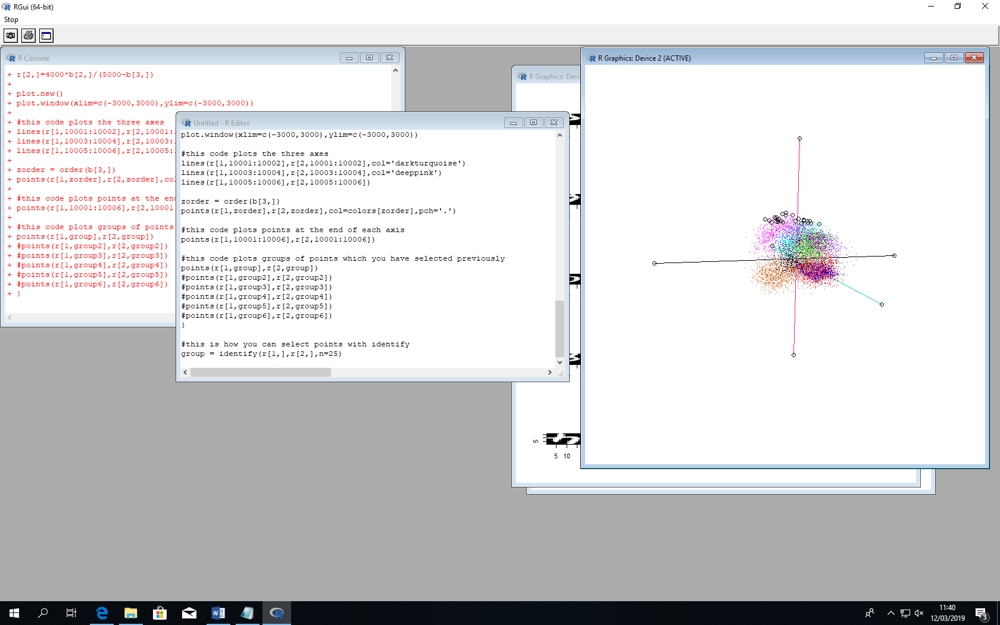 RGui (64-bit)
Stop
R Console
+ r[2,]=4000*b[2,]/(5000-b[3,])
+
+ plot.new()
+ plot.window(xlim=c(-3000,3000),ylim=c(-3000,3000))
+
+ #this code plots the three axes
+ lines(r[1,10001:10002],r[2,10001:
+ lines(r[1,10003:10004],r[2,10003:
+ lines(r[1,10005:10006],r[2,10005:
+
+ zorder = order(b[3,])
+ points(r[1,zorder],r[2,zorder],co
+
+ #this code plots points at the en
+ points(r[1,10001:10006],r[2,10001
+
+ #this code plots groups of points
+ points(r[1,group],r[2,group])
+ #points(r[1,group2],r[2,group2])
+ #points(r[1,group3],r[2,group3])
+ #points(r[1,group4],r[2,group4])
+ #points(r[1,group5],r[2,group5])
+ #points(r[1,group6],r[2,group6])
+ }
Untitled - R Editor
plot.window(xlim=c(-3000,3000),ylim=c(-3000,3000))
#this code plots the three axes
lines(r[1,10001:10002],r[2,10001:10002],col='darkturquoise')
lines(r[1,10003:10004],r[2,10003:10004],col='deeppink')
lines(r[1,10005:10006],r[2,10005:10006])
zorder = order(b[3,])
points(r[1,zorder],r[2,zorder],col=colors[zorder],pch='.')
#this code plots points at the end of each axis
points(r[1,10001:10006],r[2,10001:10006])
#this code plots groups of points which you have selected previously
points(r[1,group],r[2,group])
#points(r[1,group2],r[2,group2])
#points(r[1,group3],r[2,group3])
#points(r[1,group4],r[2,group4])
#points(r[1,group5],r[2,group5])
#points(r[1,group6],r[2,group6])
}
#this is how you can select points with identify
group = identify(r[1,],r[2,],n=25)
R Graphics: Devi
5
5 10
R Graphics: Device 2 (ACTIVE)
11:40
12/03/2019
3